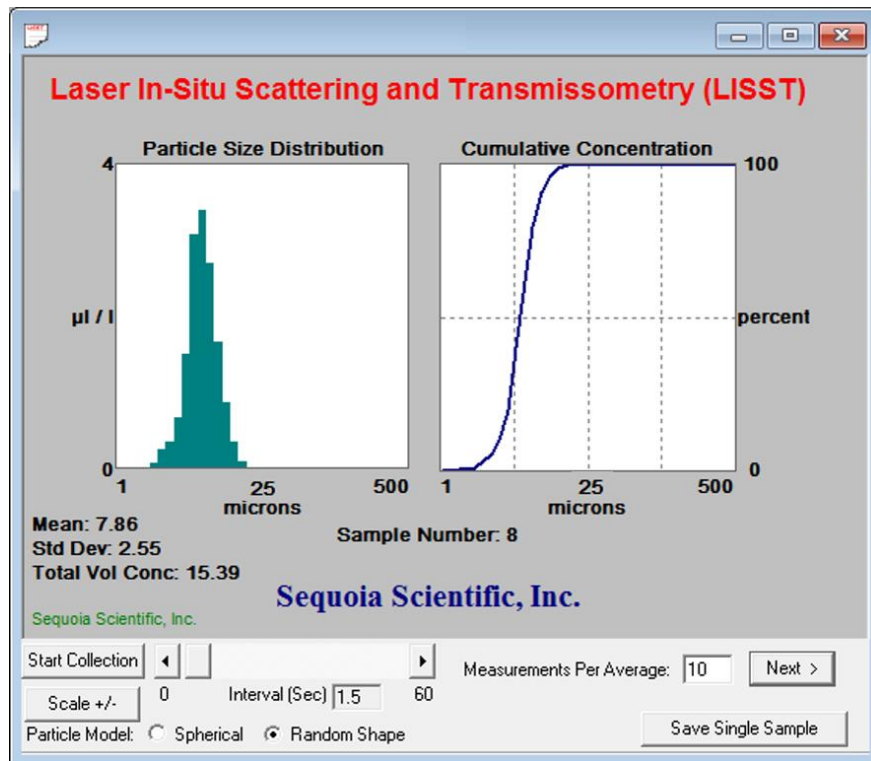 Laser In-Situ Scattering and Transmissometry (LISST)
Particle Size Distribution
4
µl / l
0
1 25 500
microns
Cumulative Concentration
100
percent
0
1 25 500
microns
Mean: 7.86
Std Dev: 2.55
Total Vol Conc: 15.39
Sample Number: 8
Sequoia Scientific, Inc.
Sequoia Scientific, Inc.
Start Collection
Scale +/-
0 Interval (Sec) 1.5 60
Measurements Per Average: 10 Next >
Particle Model: Spherical Random Shape
Save Single Sample